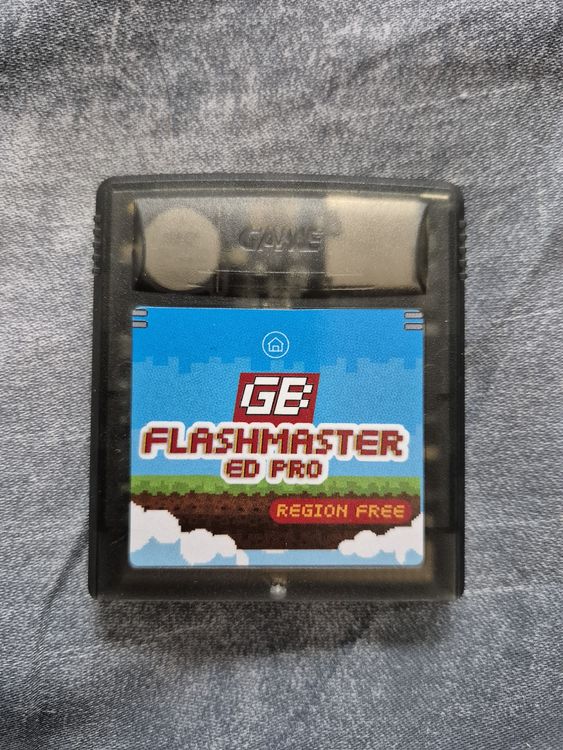 GAME
GB
FLASHMASTER
ED PRO
REGION FREE